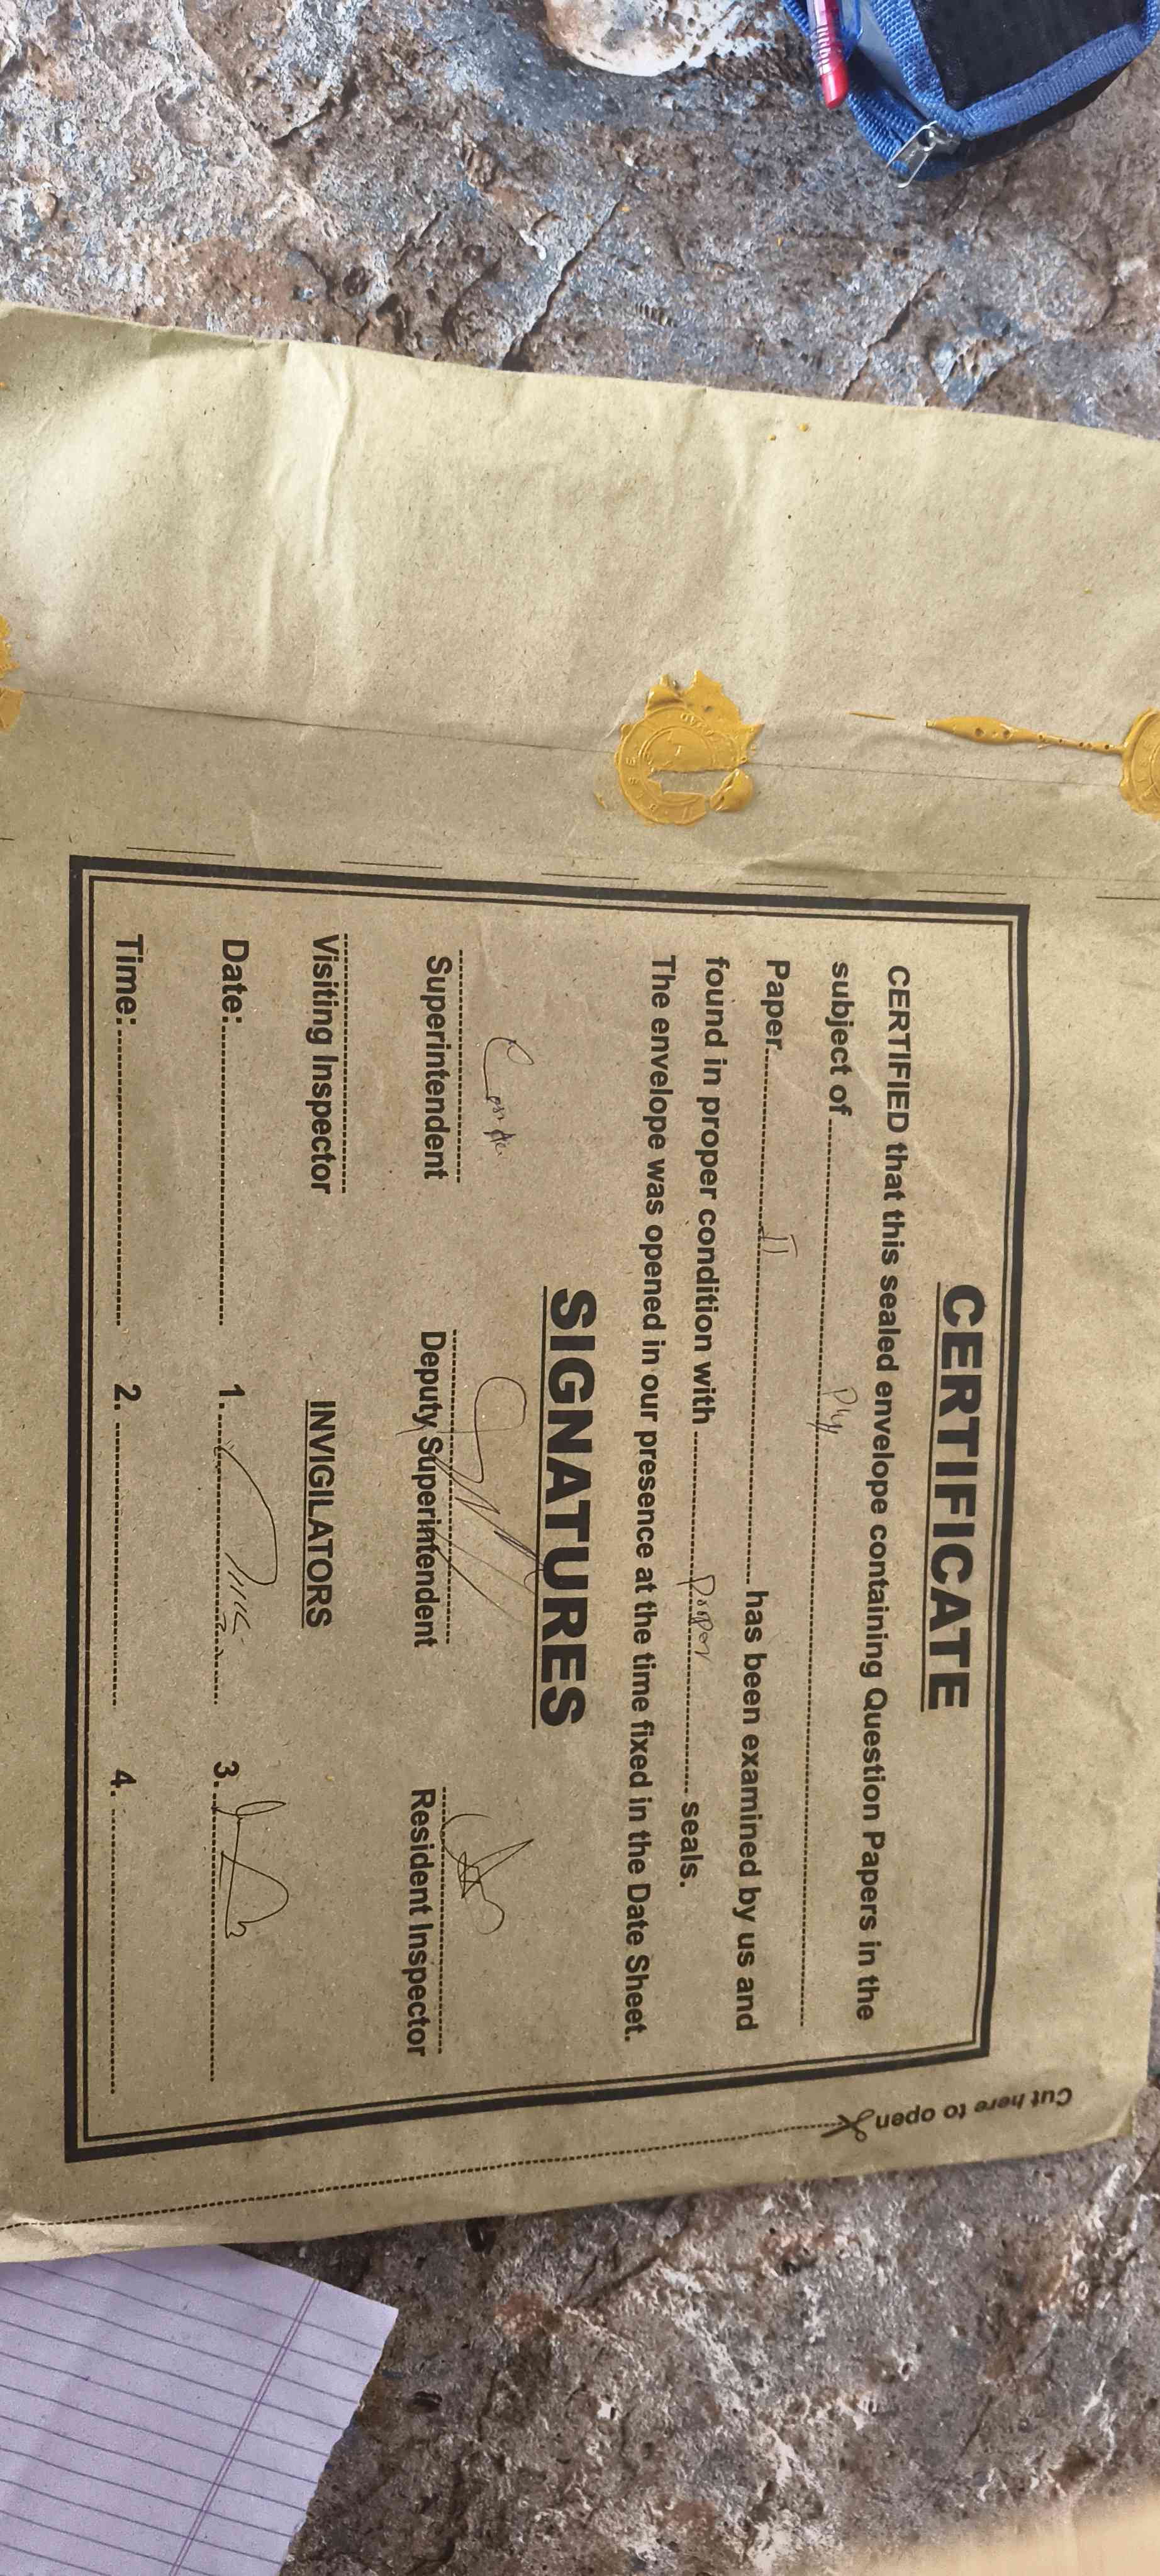 CERTIFICATE
CERTIFIED that this sealed envelope containing Question Papers in the
subject of Phy
Paper II has been examined by us and
found in proper condition with Proper seals.
The envelope was opened in our presence at the time fixed in the Date Sheet.
SIGNATURES
Superintendent Deputy Superintendent Resident Inspector
Visiting Inspector INVIGILATORS
Date: 1. 3.
Time: 2. 4.
Cut here to open